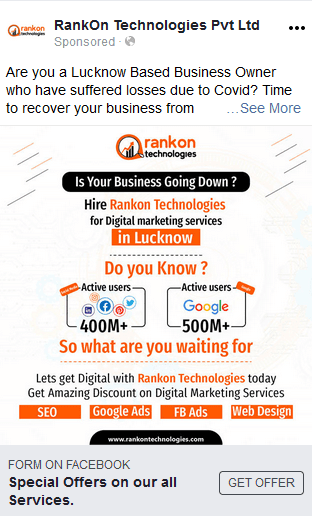 RankOn Technologies Pvt Ltd
Sponsored ·
Are you a Lucknow Based Business Owner
who have suffered losses due to Covid? Time
to recover your business from ...See More
rankon
technologies
Is Your Business Going Down ?
Hire Rankon Technologies
for Digital marketing services
in Lucknow
Do you Know ?
Active users
Active users
Google
400M+
500M+
So what are you waiting for
Lets get Digital with Rankon Technologies today
Get Amazing Discount on Digital Marketing Services
SEO
Google Ads
FB Ads
Web Design
www.rankontechnologies.com
FORM ON FACEBOOK
Special Offers on our all
Services.
GET OFFER